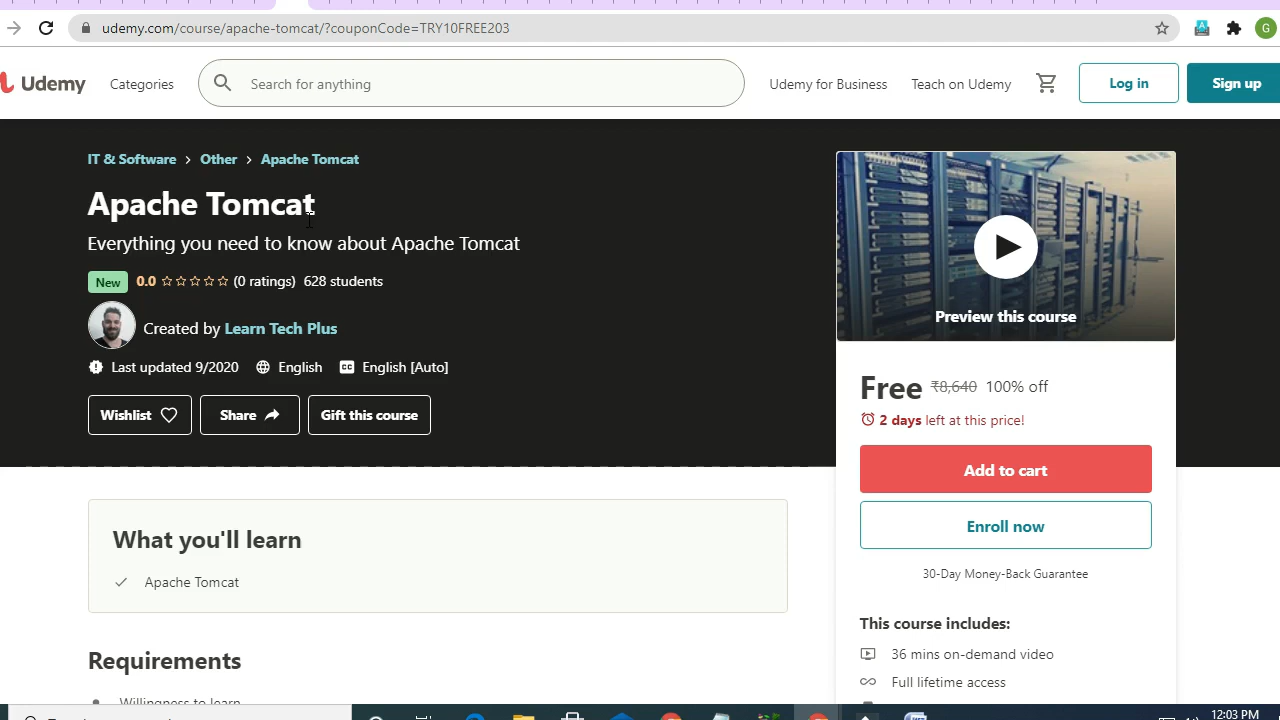 udemy.com/course/apache-tomcat/?couponCode=TRY10FREE203
G
Udemy
Categories
Search for anything
Udemy for Business
Teach on Udemy
Log in
Sign up
IT & Software > Other > Apache Tomcat
Apache Tomcat
Everything you need to know about Apache Tomcat
New 0.0 (0 ratings) 628 students
Created by Learn Tech Plus
Last updated 9/2020 English CC English [Auto]
Wishlist
Share
Gift this course
Preview this course
Free ₹8,640 100% off
2 days left at this price!
Add to cart
Enroll now
30-Day Money-Back Guarantee
This course includes:
36 mins on-demand video
Full lifetime access
What you'll learn
Apache Tomcat
Requirements
Willingness to learn
12:03 PM